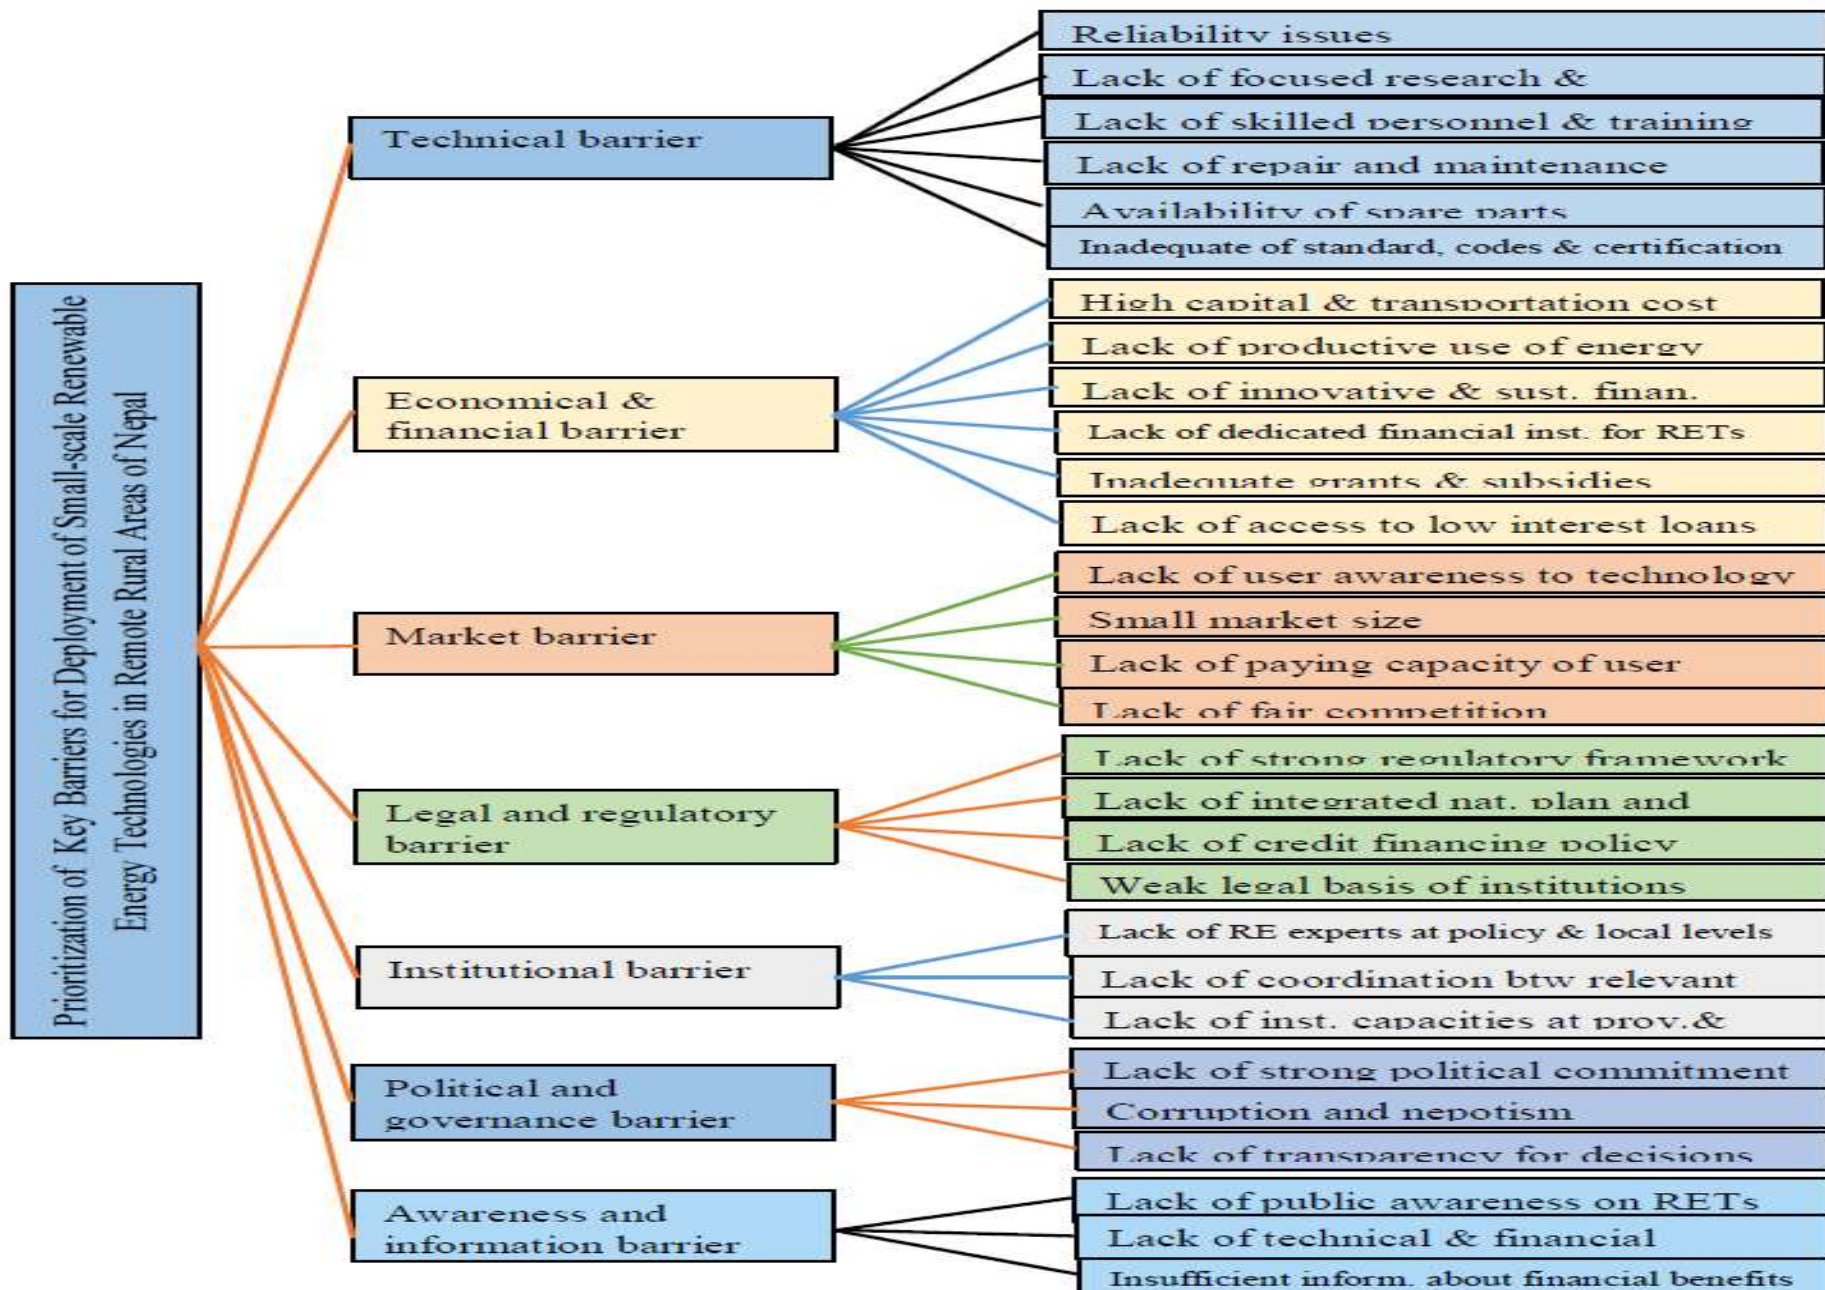 Prioritization of Key Barriers for Deployment of Small-scale Renewable
Energy Technologies in Remote Rural Areas of Nepal
Technical barrier
Reliability issues
Lack of focused research &
Lack of skilled personnel & training
Lack of repair and maintenance
Availability of spare parts
Inadequate of standard, codes & certification
Economical &
financial barrier
High capital & transportation cost
Lack of productive use of energy
Lack of innovative & sust. finan.
Lack of dedicated financial inst. for RETs
Inadequate grants & subsidies
Lack of access to low interest loans
Market barrier
Lack of user awareness to technology
Small market size
Lack of paying capacity of user
Lack of fair competition
Legal and regulatory
barrier
Lack of strong regulatory framework
Lack of integrated nat. plan and
Lack of credit financing policy
Weak legal basis of institutions
Institutional barrier
Lack of RE experts at policy & local levels
Lack of coordination btw relevant
Lack of inst. capacities at prov.&
Political and
governance barrier
Lack of strong political commitment
Corruption and nepotism
Lack of transparency for decisions
Awareness and
information barrier
Lack of public awareness on RETs
Lack of technical & financial
Insufficient inform. about financial benefits